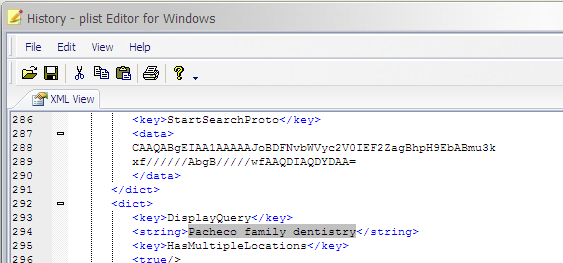 History - plist Editor for Windows
File Edit View Help
XML View
286 <key>StartSearchProto</key>
287 <data>
288 CAAQABgEIAA1AAAAAJoBDFNvbWVyc2V0IEF2ZagBhpH9EbABmu3k
289 xf//////AbgB/////wfAAQDIAQDYDAA=
290 </data>
291 </dict>
292 <dict>
293 <key>DisplayQuery</key>
294 <string>Pacheco family dentistry</string>
295 <key>HasMultipleLocations</key>
296 <true/>